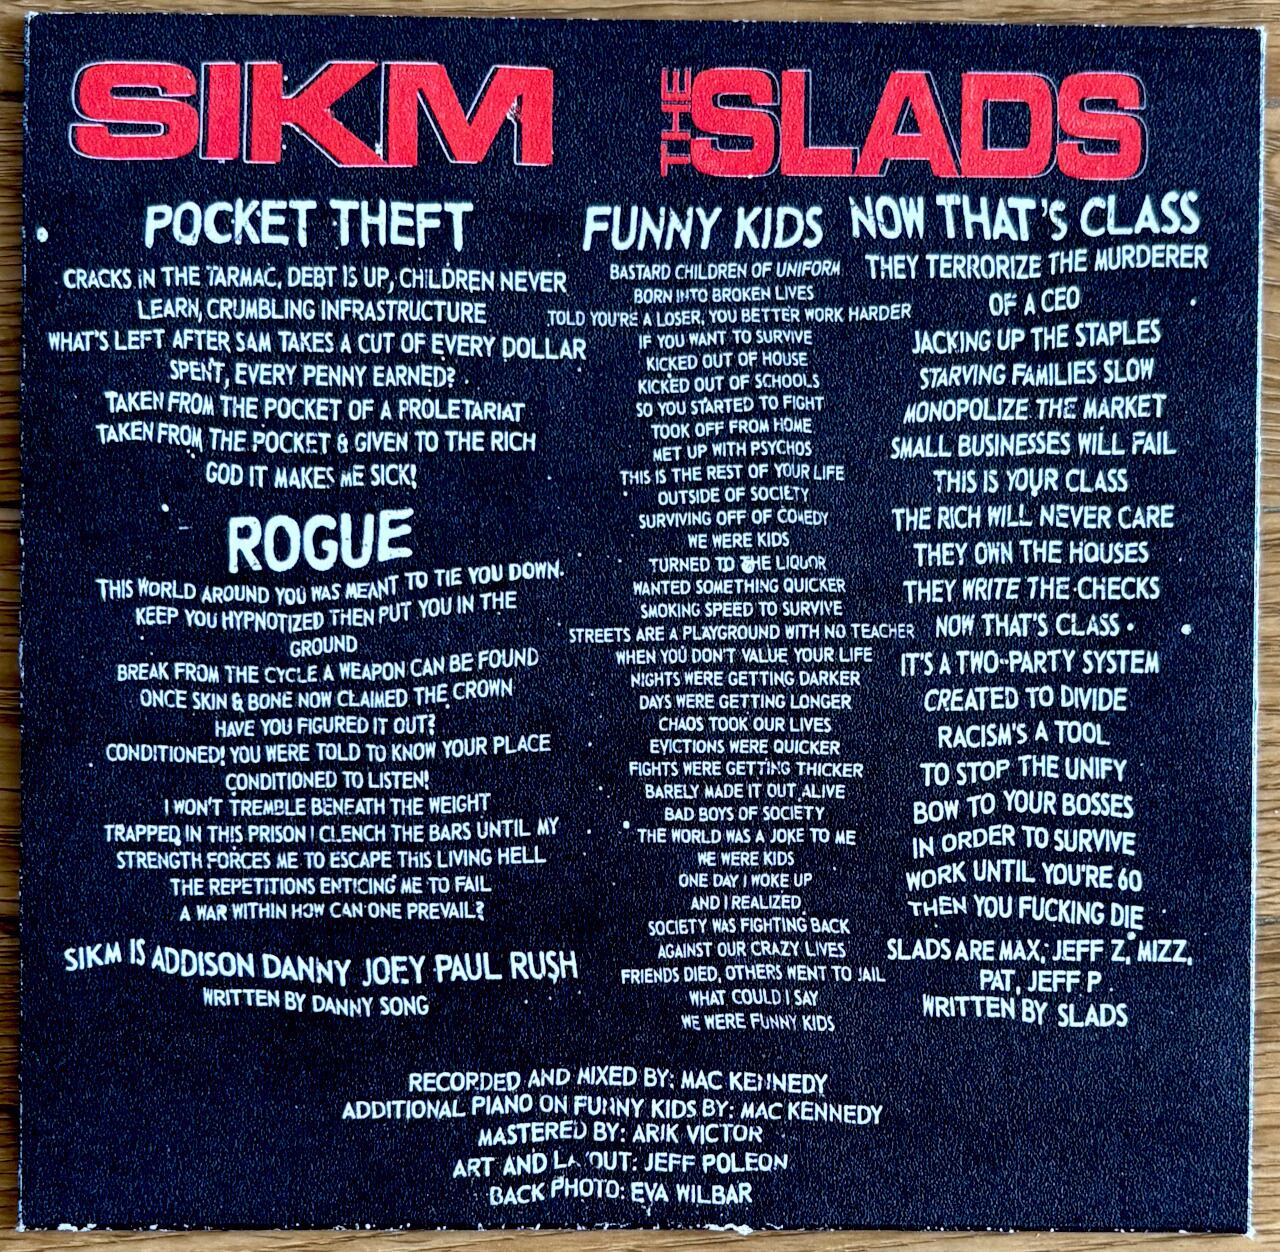 SIKM
POCKET THEFT
CRACKS IN THE TARMAC, DEBT IS UP, CHILDREN NEVER
LEARN, CRUMBLING INFRASTRUCTURE
WHAT'S LEFT AFTER SAM TAKES A CUT OF EVERY DOLLAR
SPENT, EVERY PENNY EARNED?
TAKEN FROM THE POCKET OF A PROLETARIAT
TAKEN FROM THE POCKET & GIVEN TO THE RICH
GOD IT MAKES ME SICK!
ROGUE
THIS WORLD AROUND YOU WAS MEANT TO TIE YOU DOWN.
KEEP YOU HYPNOTIZED THEN PUT YOU IN THE
GROUND
BREAK FROM THE CYCLE A WEAPON CAN BE FOUND
ONCE SKIN & BONE NOW CLAIMED THE CROWN
HAVE YOU FIGURED IT OUT?
CONDITIONED! YOU WERE TOLD TO KNOW YOUR PLACE
CONDITIONED TO LISTEN!
I WON'T TREMBLE BENEATH THE WEIGHT
TRAPPED IN THIS PRISON I CLENCH THE BARS UNTIL MY
STRENGTH FORCES ME TO ESCAPE THIS LIVING HELL
THE REPETITIONS ENTICING ME TO FAIL
A WAR WITHIN HOW CAN ONE PREVAIL?
SIKM IS ADDISON DANNY JOEY PAUL RUSH
WRITTEN BY DANNY SONG
THE SLADS
FUNNY KIDS
BASTARD CHILDREN OF UNIFORM
BORN INTO BROKEN LIVES
TOLD YOU'RE A LOSER, YOU BETTER WORK HARDER
IF YOU WANT TO SURVIVE
KICKED OUT OF HOUSE
KICKED OUT OF SCHOOLS
SO YOU STARTED TO FIGHT
TOOK OFF FROM HOME
MET UP WITH PSYCHOS
THIS IS THE REST OF YOUR LIFE
OUTSIDE OF SOCIETY
SURVIVING OFF OF COMEDY
WE WERE KIDS
TURNED TO THE LIQUOR
WANTED SOMETHING QUICKER
SMOKING SPEED TO SURVIVE
STREETS ARE A PLAYGROUND WITH NO TEACHER
WHEN YOU DON'T VALUE YOUR LIFE
NIGHTS WERE GETTING DARKER
DAYS WERE GETTING LONGER
CHAOS TOOK OUR LIVES
EVICTIONS WERE QUICKER
FIGHTS WERE GETTING THICKER
BARELY MADE IT OUT ALIVE
BAD BOYS OF SOCIETY
THE WORLD WAS A JOKE TO ME
WE WERE KIDS
ONE DAY I WOKE UP
AND I REALIZED
SOCIETY WAS FIGHTING BACK
AGAINST OUR CRAZY LIVES
FRIENDS DIED, OTHERS WENT TO JAIL
WHAT COULD I SAY
WE WERE FUNNY KIDS
NOW THAT'S CLASS
THEY TERRORIZE THE MURDERER
OF A CEO
JACKING UP THE STAPLES
STARVING FAMILIES SLOW
MONOPOLIZE THE MARKET
SMALL BUSINESSES WILL FAIL
THIS IS YOUR CLASS
THE RICH WILL NEVER CARE
THEY OWN THE HOUSES
THEY WRITE THE CHECKS
NOW THAT'S CLASS
IT'S A TWO-PARTY SYSTEM
CREATED TO DIVIDE
RACISM'S A TOOL
TO STOP THE UNIFY
BOW TO YOUR BOSSES
IN ORDER TO SURVIVE
WORK UNTIL YOU'RE 60
THEN YOU FUCKING DIE
SLADS ARE MAX, JEFF Z, MIZZ,
PAT, JEFF P
WRITTEN BY SLADS
RECORDED AND MIXED BY: MAC KENNEDY
ADDITIONAL PIANO ON FUNNY KIDS BY: MAC KENNEDY
MASTERED BY: ARIK VICTOR
ART AND LAYOUT: JEFF POLEON
BACK PHOTO: EVA WILBAR